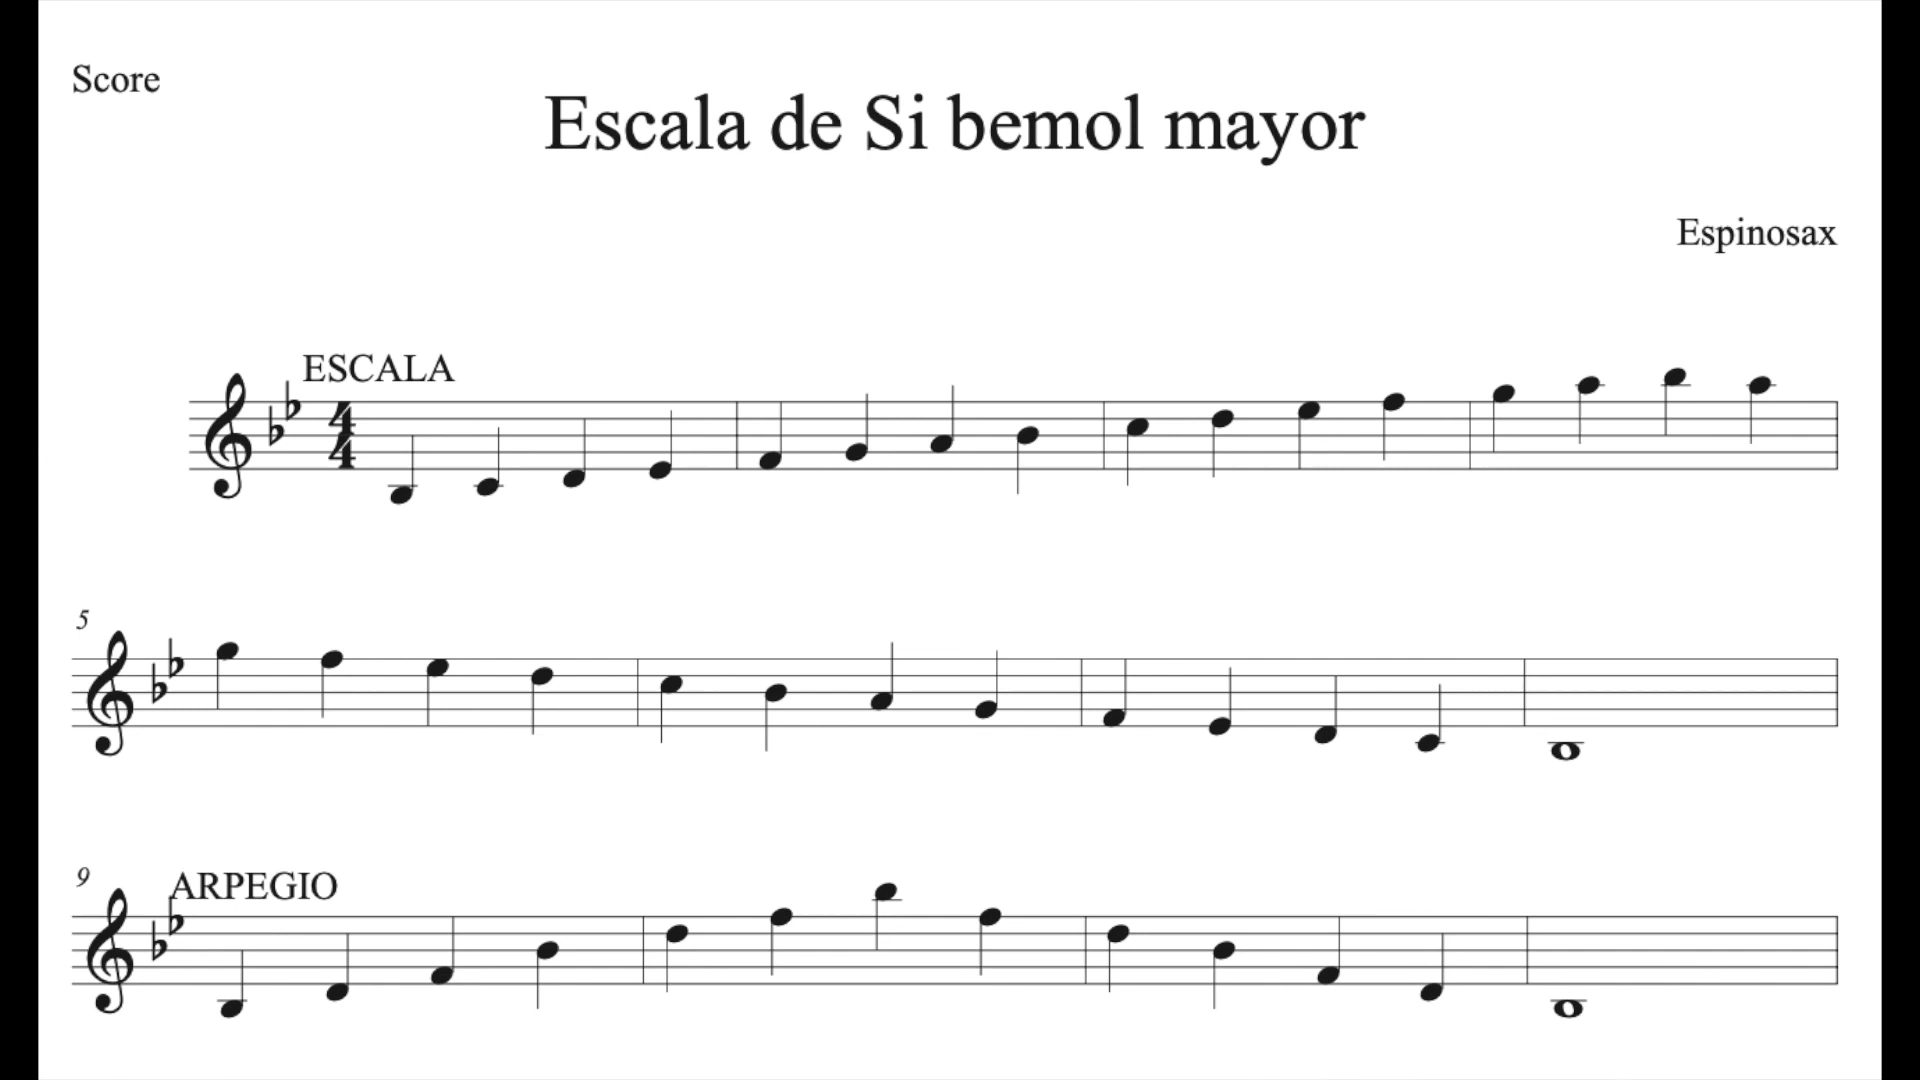 Score
Escala de Si bemol mayor
Espinosax
ESCALA
4
4
5
9
ARPEGIO